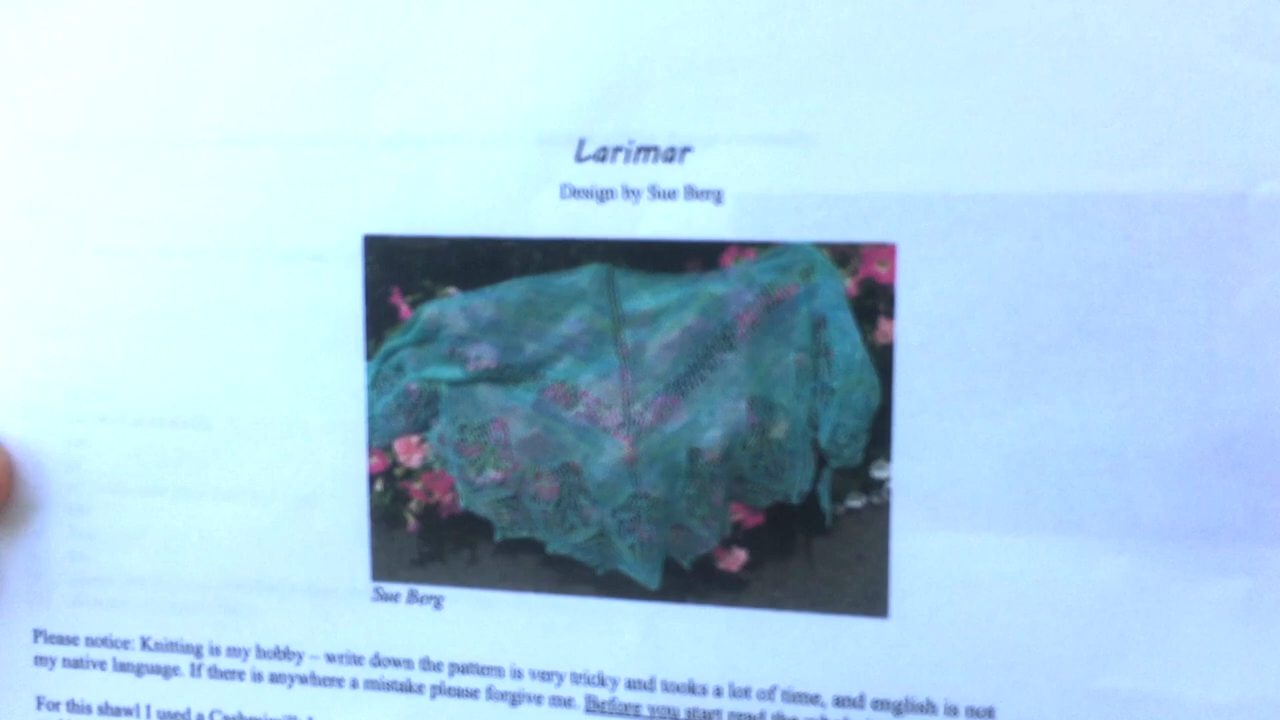 Larimar
Design by Sue Berg
Sue Berg
Please notice: Knitting is my hobby – write down the pattern is very tricky and tooks a lot of time, and english is not
my native language. If there is anywhere a mistake please forgive me. Before you start read the
For this shawl I used a